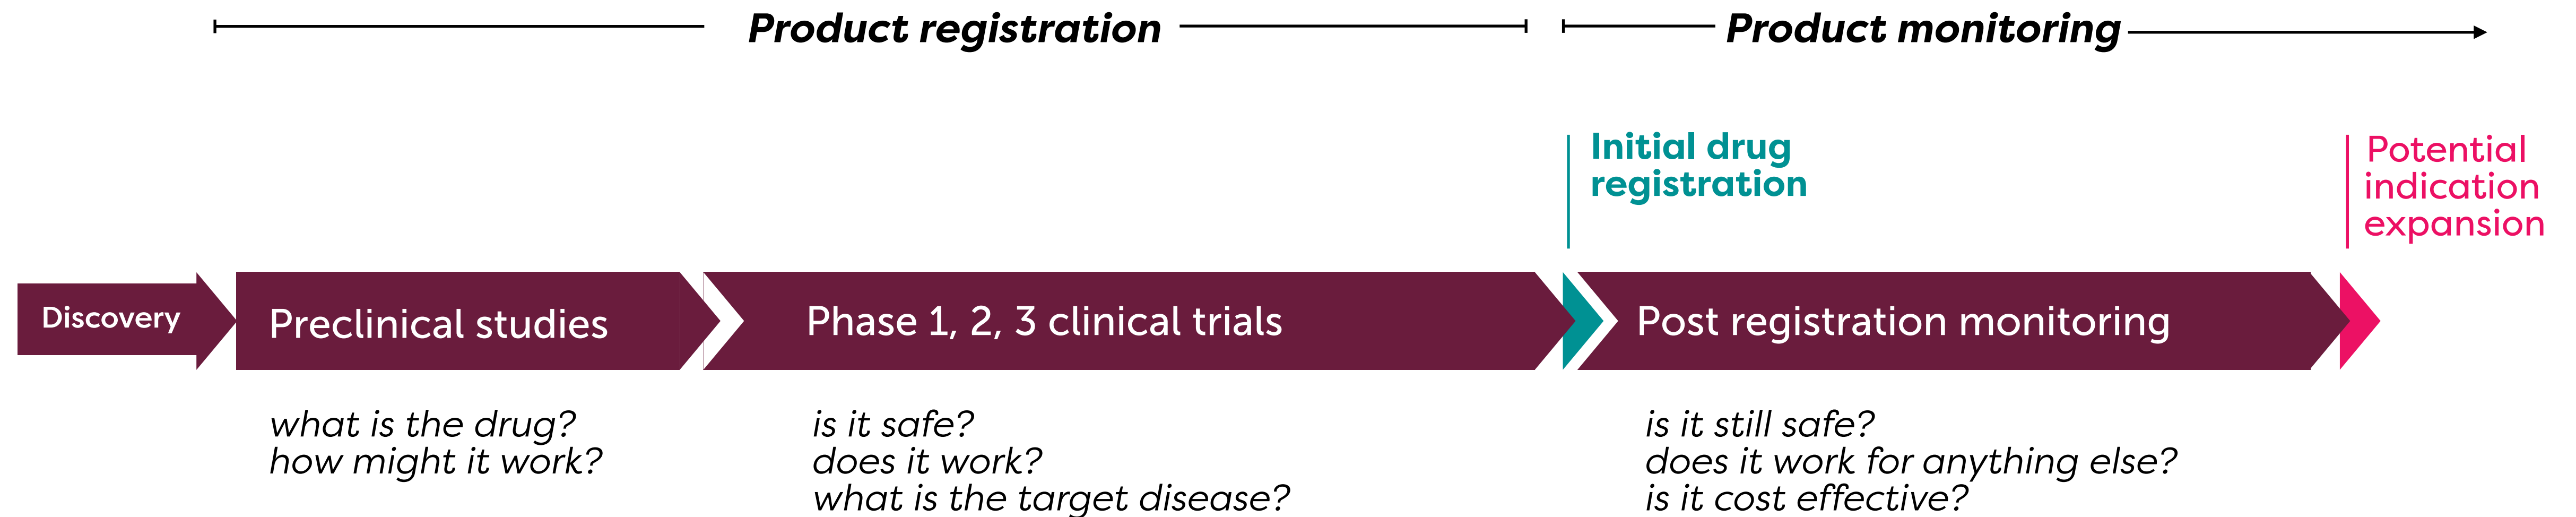 Product registration
Product monitoring
Initial drug
registration
Potential
indication
expansion
Discovery
Preclinical studies
Phase 1, 2, 3 clinical trials
Post registration monitoring
what is the drug?
how might it work?
is it safe?
does it work?
what is the target disease?
is it still safe?
does it work for anything else?
is it cost effective?